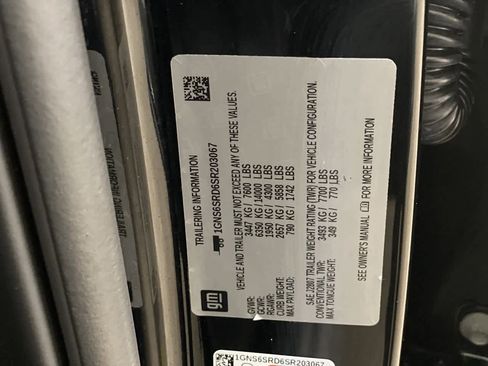 TRAILERING INFORMATION
1GNS6SRD6SR203067
VEHICLE AND TRAILER MUST NOT EXCEED ANY OF THESE VALUES.
GVWR: 3447 KG / 7600 LBS
GCWR: 6350 KG / 14000 LBS
RGAWR: 1950 KG / 4300 LBS
CURB WEIGHT: 2657 KG / 5858 LBS
MAX PAYLOAD: 790 KG / 1742 LBS
SAE J2807 TRAILER WEIGHT RATING (TWR) FOR VEHICLE CONFIGURATION.
CONVENTIONAL TWR: 3493 KG / 7700 LBS
MAX TONGUE WEIGHT: 349 KG / 770 LBS
SEE OWNER'S MANUAL FOR MORE INFORMATION
gm
1GNS6SRD6SR203067